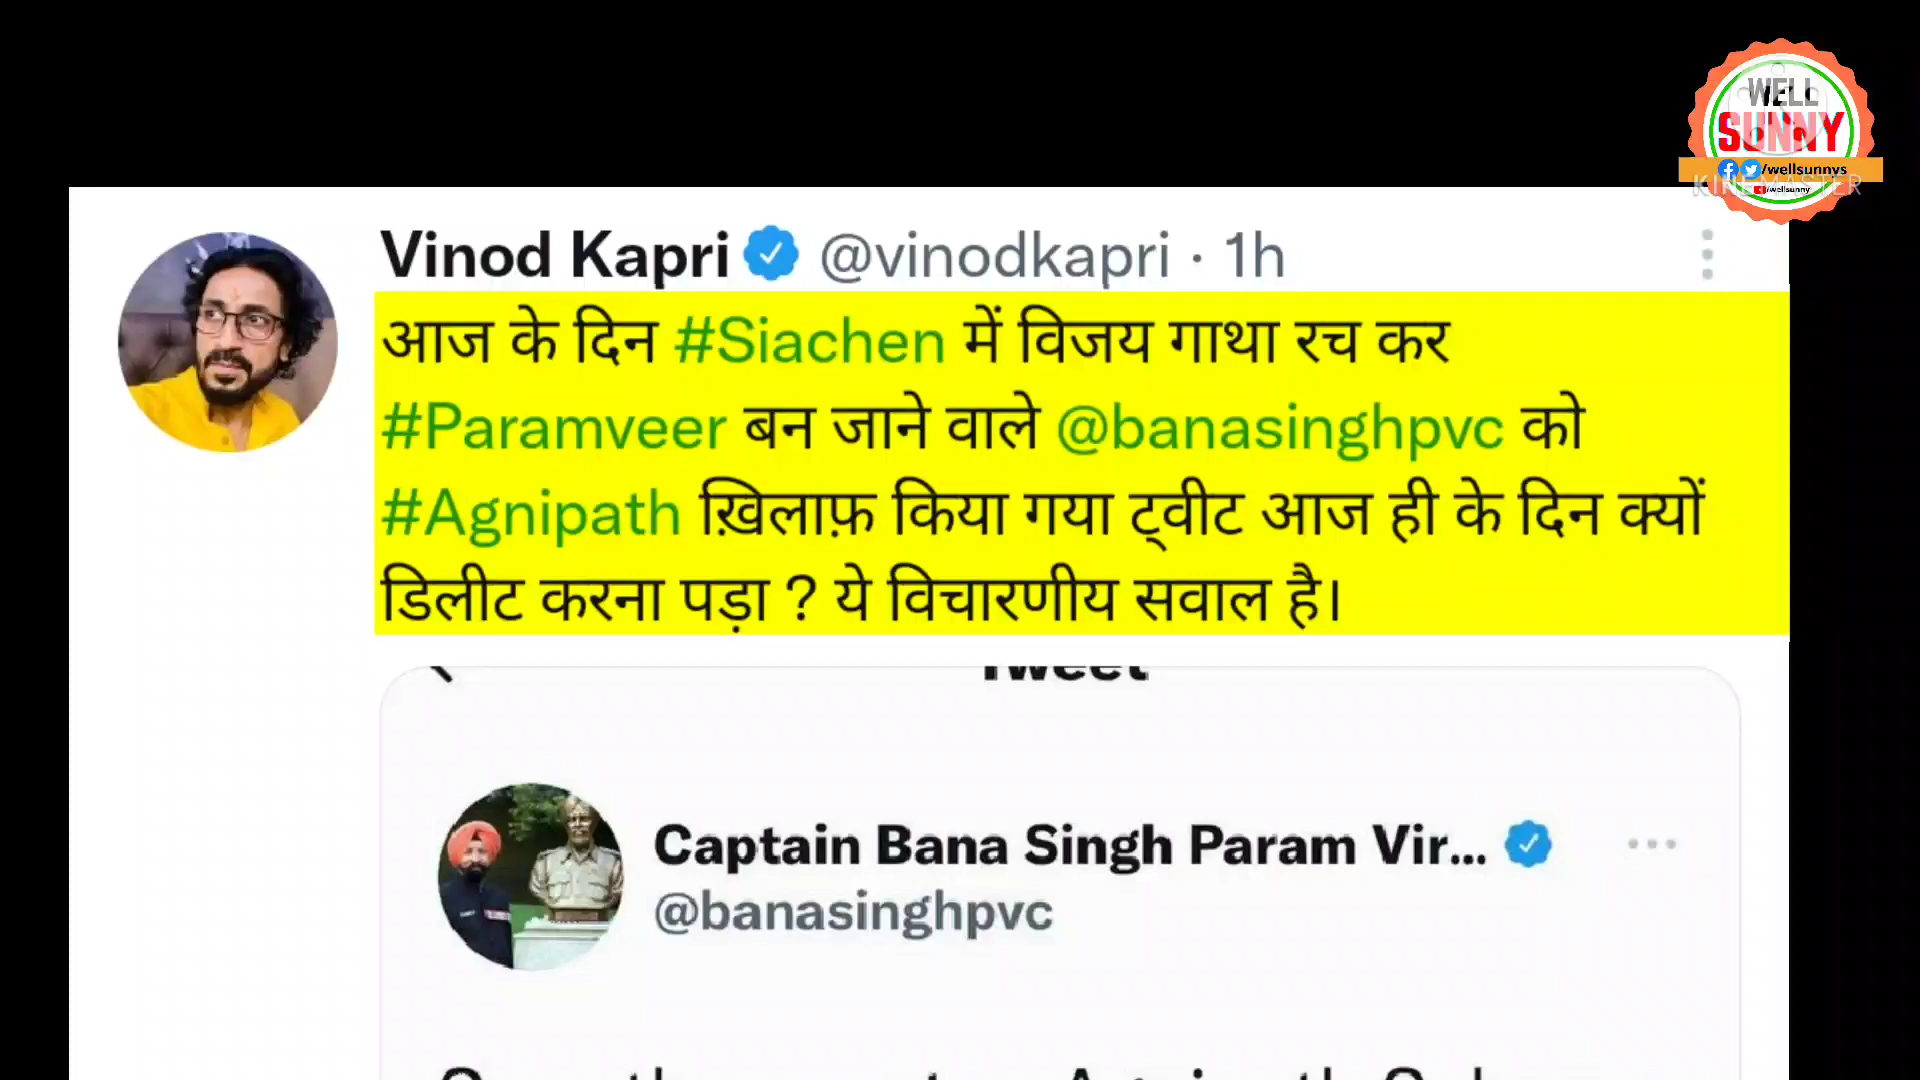 WELL
SUNNY
/wellsunnys
/wellsunny
KINEMASTER
Vinod Kapri @vinodkapri · 1h
आज के दिन #Siachen में विजय गाथा रच कर
#Paramveer बन जाने वाले @banasinghpvc को
#Agnipath ख़िलाफ़ किया गया ट्वीट आज ही के दिन क्यों
डिलीट करना पड़ा ? ये विचारणीय सवाल है।
Tweet
Captain Bana Singh Param Vir...
@banasinghpvc